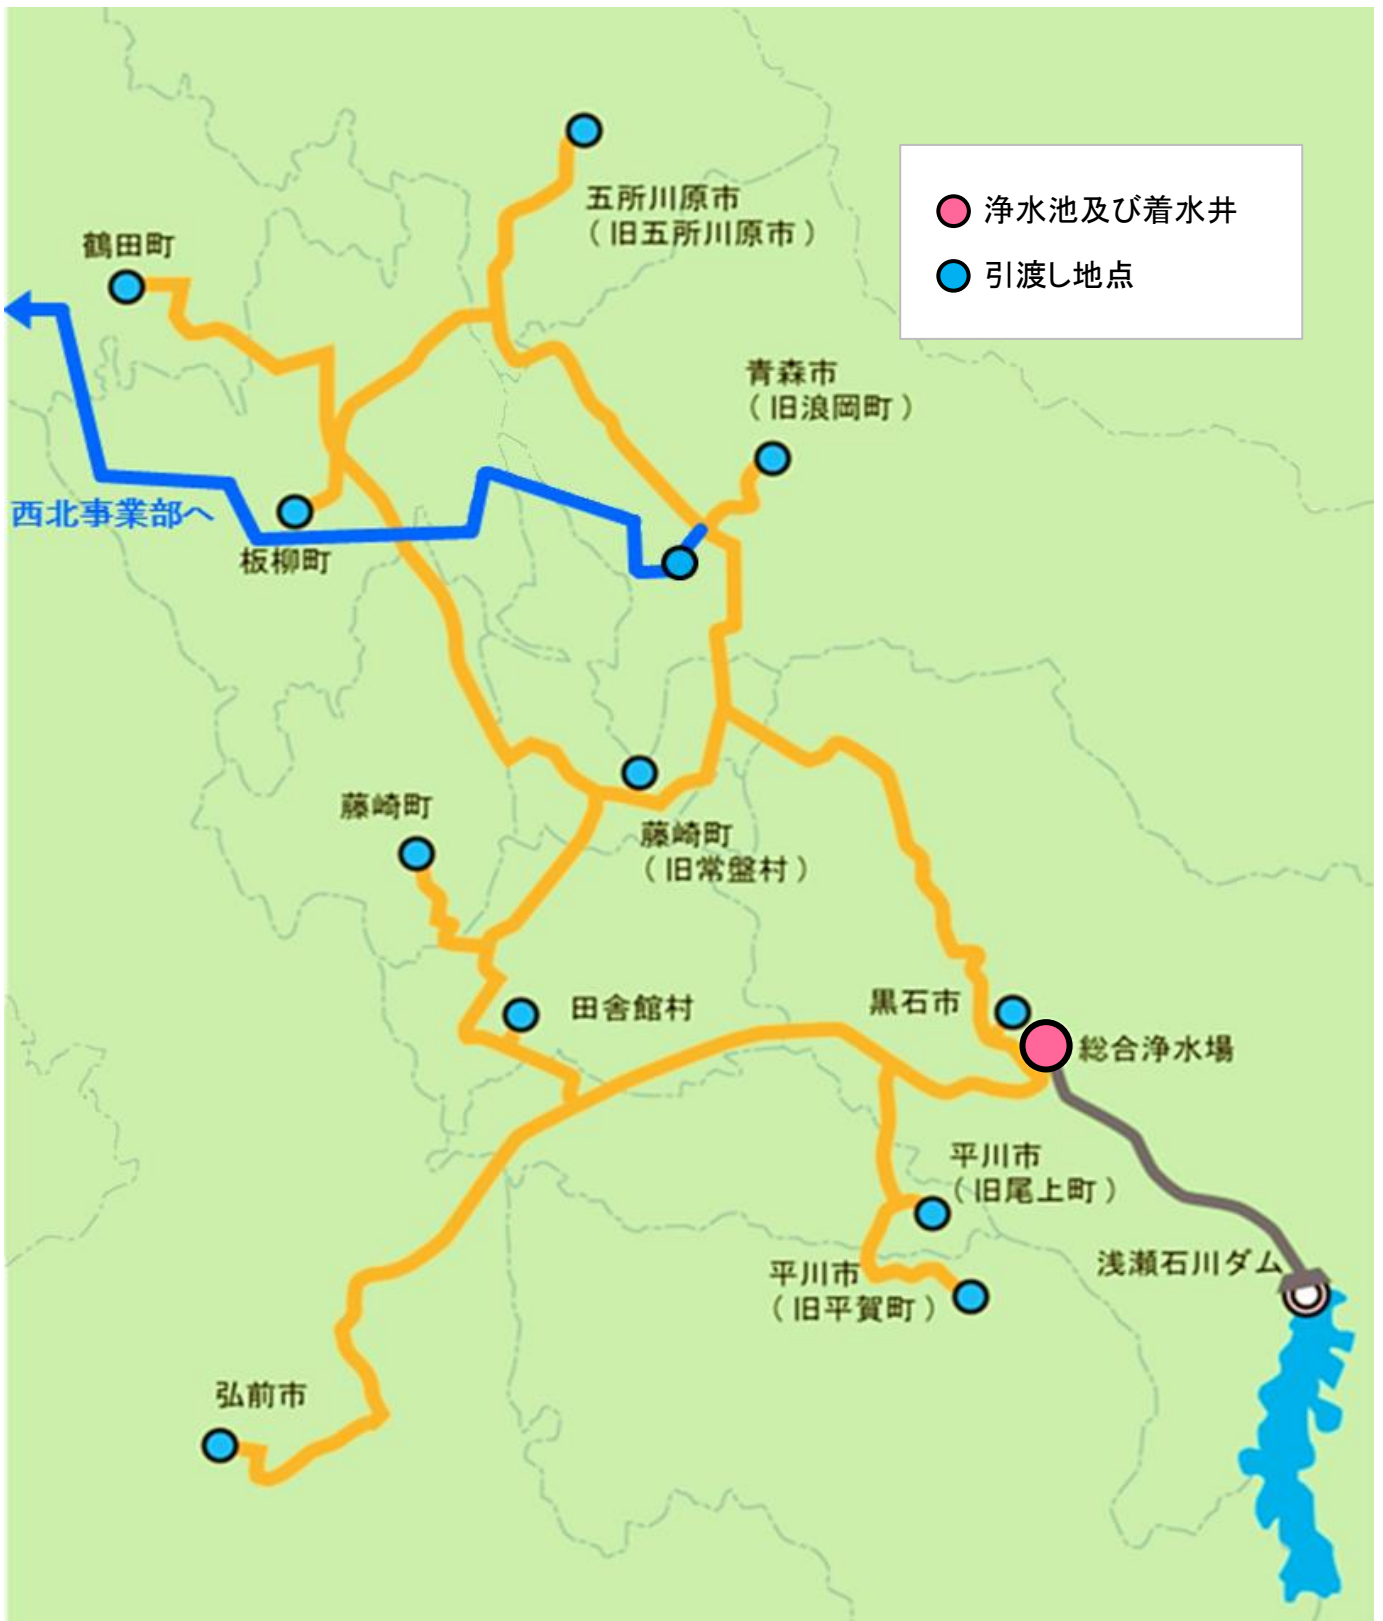 五所川原市
（旧五所川原市）
鶴田町
浄水池及び着水井
引渡し地点
青森市
（旧浪岡町）
西北事業部へ
板柳町
藤崎町
藤崎町
（旧常盤村）
田舎館村
黒石市
総合浄水場
平川市
（旧尾上町）
平川市
（旧平賀町）
浅瀬石川ダム
弘前市